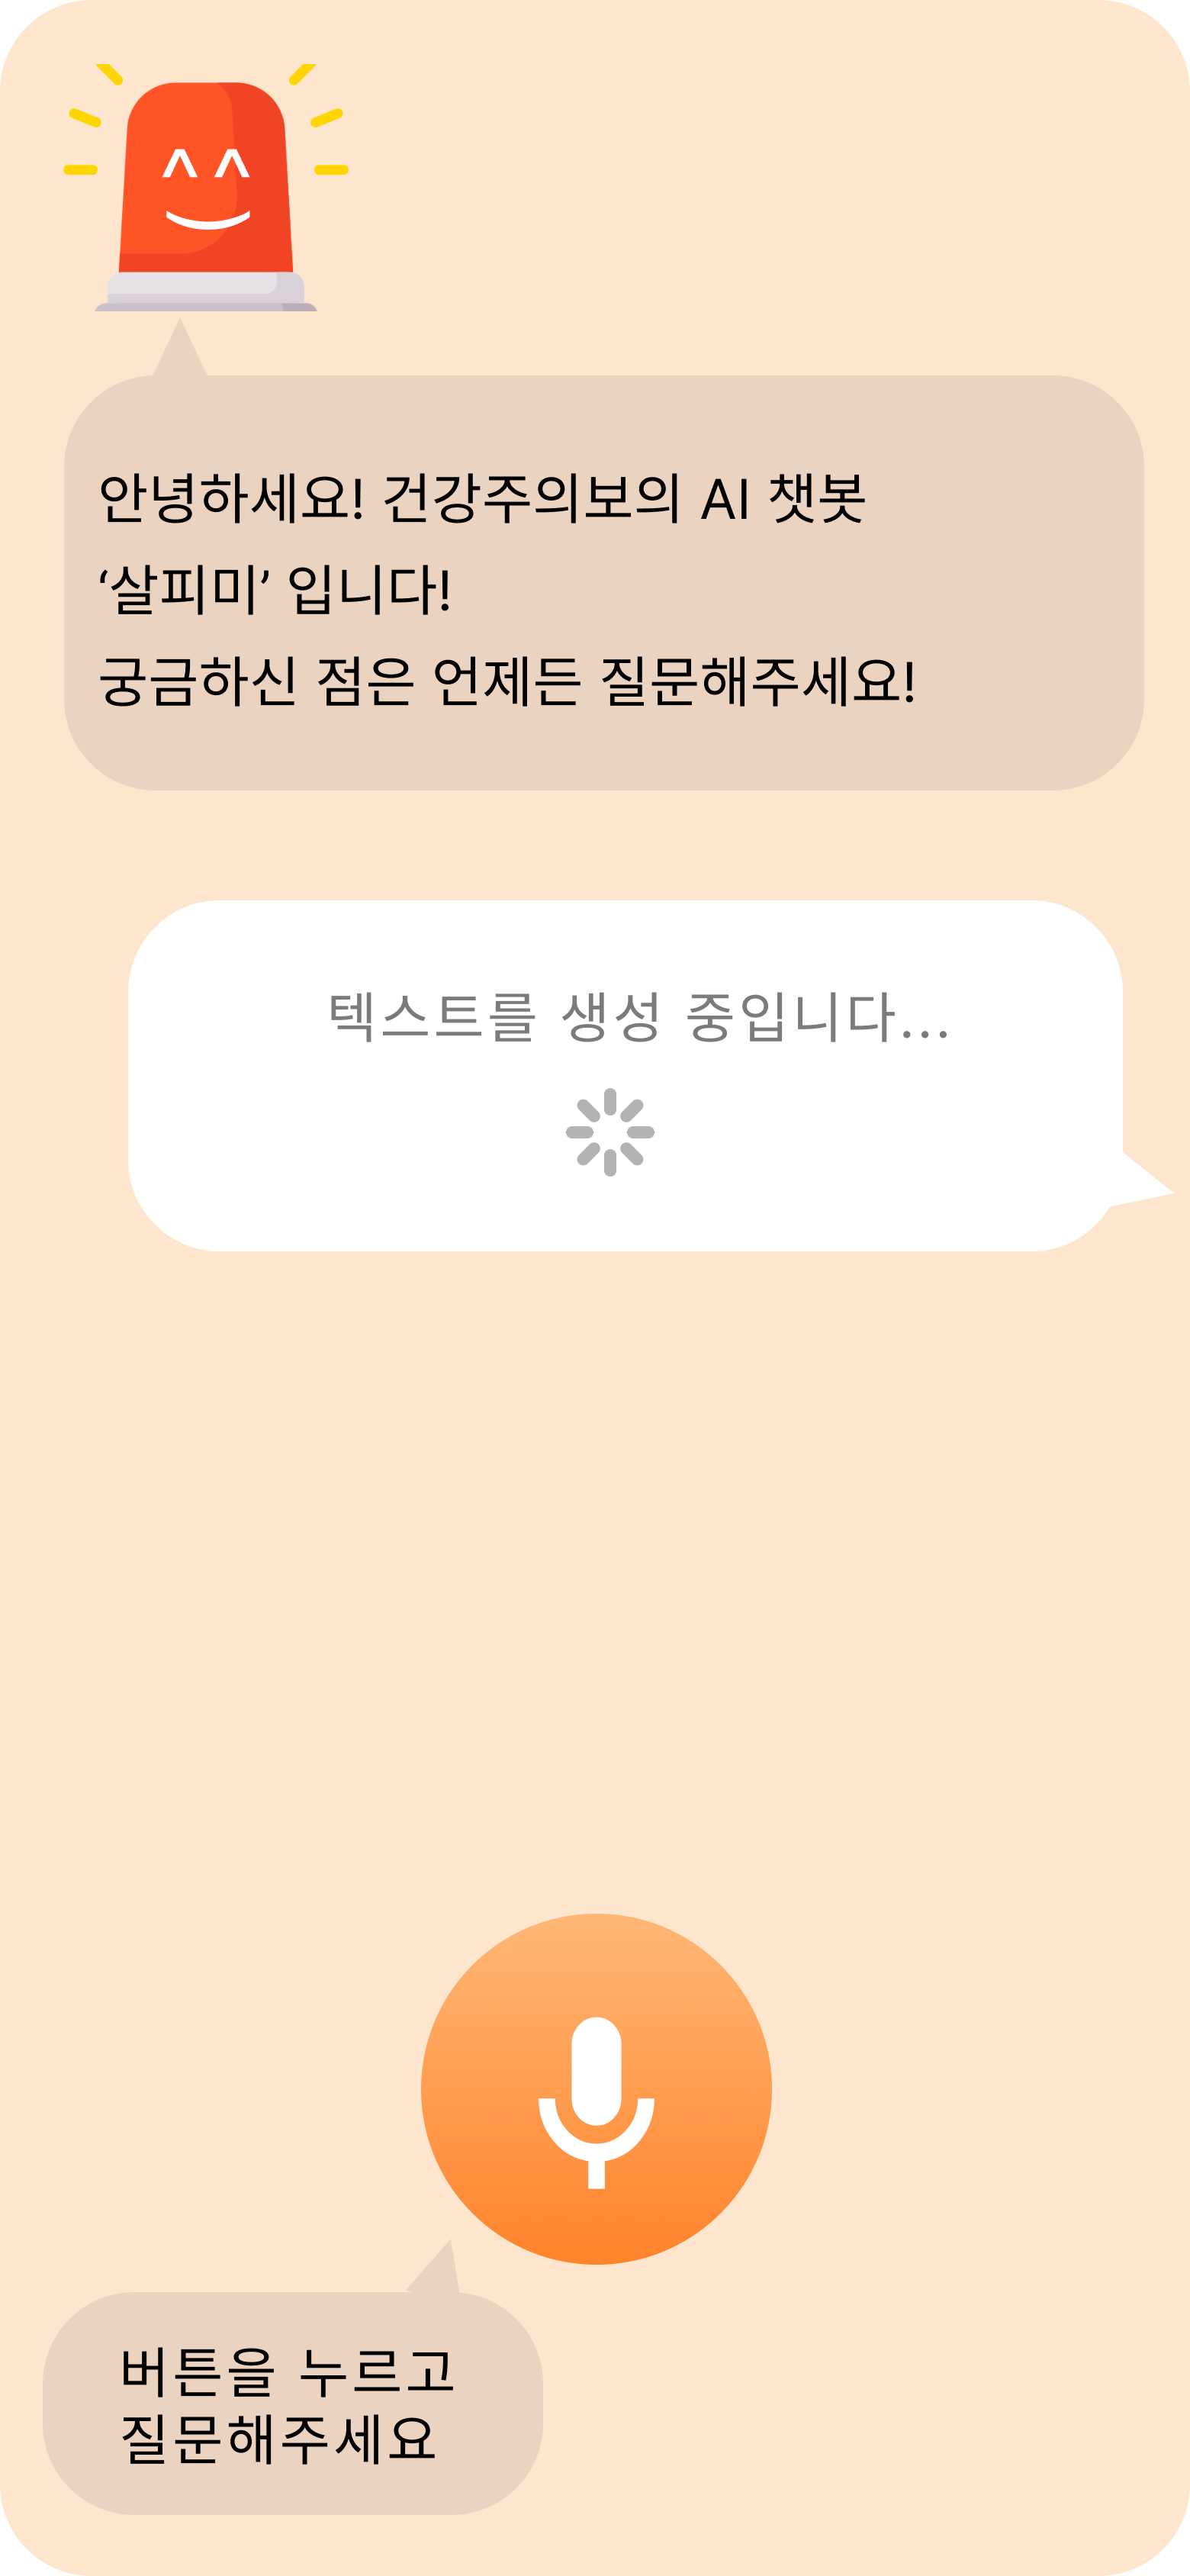 안녕하세요! 건강주의보의 AI 챗봇
‘살피미’ 입니다!
궁금하신 점은 언제든 질문해주세요!
텍스트를 생성 중입니다...
버튼을 누르고
질문해주세요